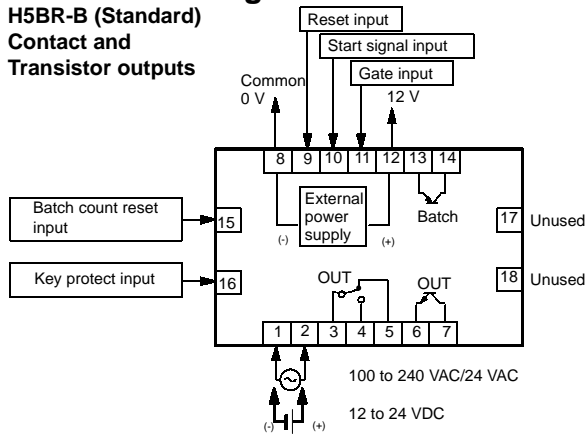 H5BR-B (Standard)
Contact and
Transistor outputs
Reset input
Start signal input
Gate input
Common
0 V
12 V
8 9 10 11 12 13 14
External
power
supply
(-)
(+)
Batch
Batch count reset
input
15
17 Unused
Key protect input
16
18 Unused
OUT
OUT
1 2 3 4 5 6 7
100 to 240 VAC/24 VAC
(-)
(+)
12 to 24 VDC